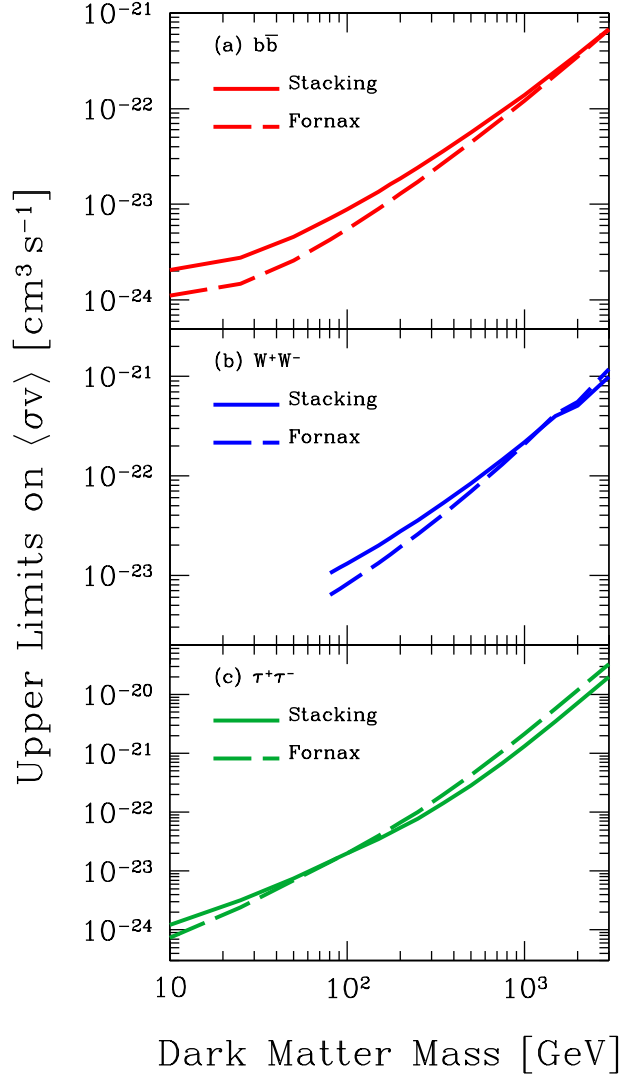 Upper Limits on ⟨σv⟩ [cm³ s⁻¹]
10⁻²¹
10⁻²²
10⁻²³
10⁻²⁴
(a) bb̅
Stacking
Fornax
10⁻²¹
10⁻²²
10⁻²³
(b) W⁺W⁻
Stacking
Fornax
10⁻²⁰
10⁻²¹
10⁻²²
10⁻²³
10⁻²⁴
(c) τ⁺τ⁻
Stacking
Fornax
10 10² 10³
Dark Matter Mass [GeV]